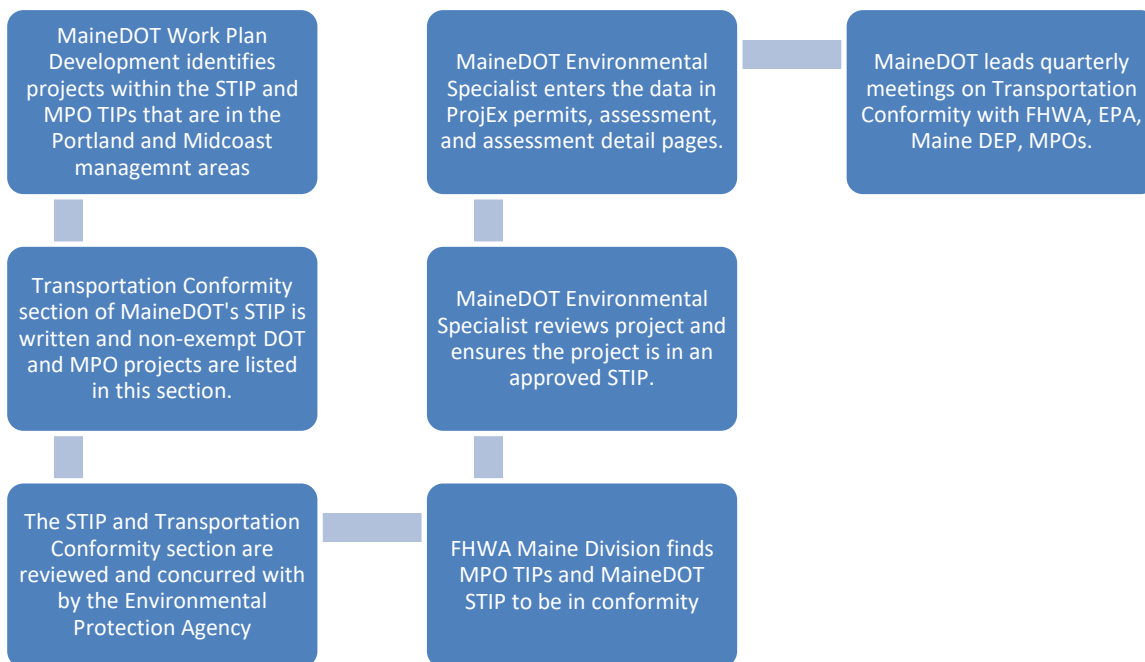 MaineDOT Work Plan
Development identifies
projects within the STIP and
MPO TIPs that are in the
Portland and Midcoast
managemnt areas
Transportation Conformity
section of MaineDOT's STIP is
written and non-exempt DOT
and MPO projects are listed
in this section.
The STIP and Transportation
Conformity section are
reviewed and concurred with
by the Environmental
Protection Agency
FHWA Maine Division finds
MPO TIPs and MaineDOT
STIP to be in conformity
MaineDOT Environmental
Specialist reviews project and
ensures the project is in an
approved STIP.
MaineDOT Environmental
Specialist enters the data in
ProjEx permits, assessment,
and assessment detail pages.
MaineDOT leads quarterly
meetings on Transportation
Conformity with FHWA, EPA,
Maine DEP, MPOs.